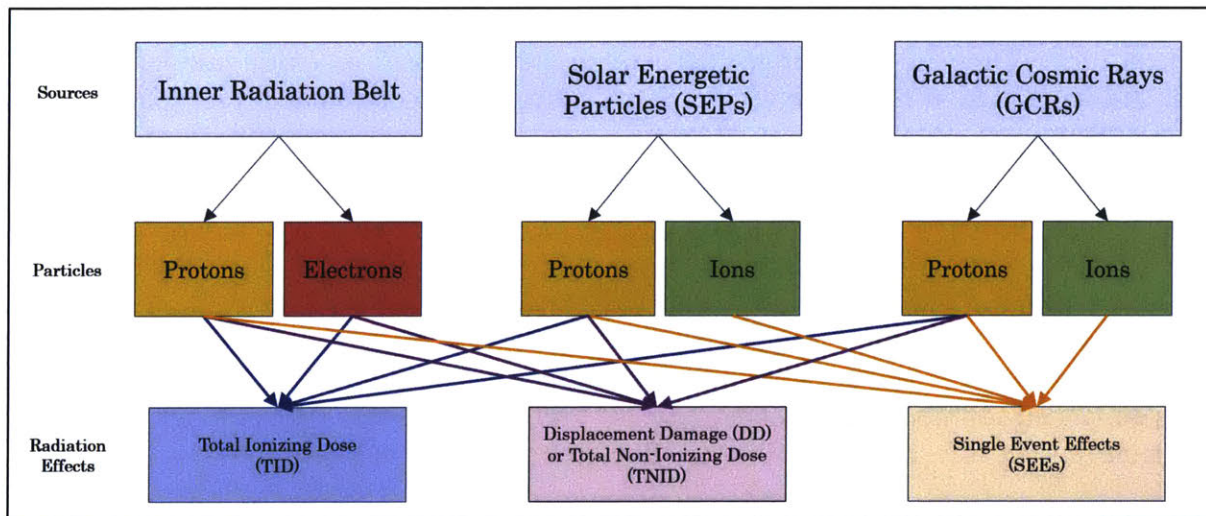 Sources
Inner Radiation Belt
Solar Energetic
Particles (SEPs)
Galactic Cosmic Rays
(GCRs)
Particles
Protons
Electrons
Protons
Ions
Protons
Ions
Radiation
Effects
Total Ionizing Dose
(TID)
Displacement Damage (DD)
or Total Non-Ionizing Dose
(TNID)
Single Event Effects
(SEEs)